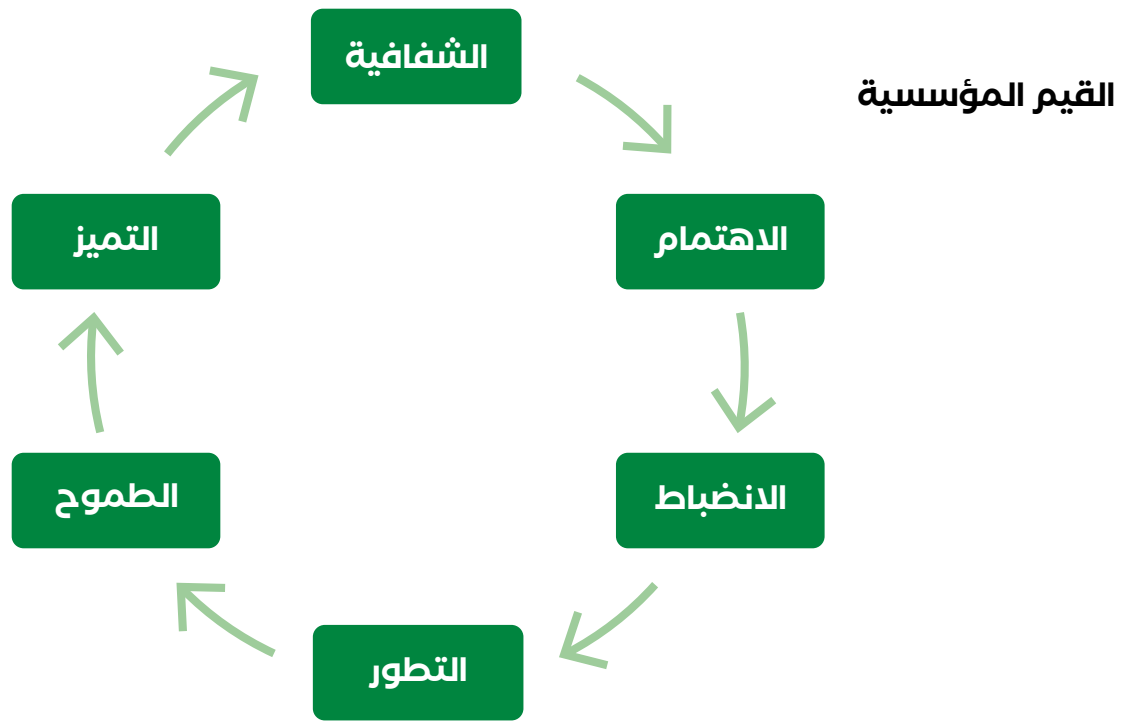 القيم المؤسسية
الشفافية
الاهتمام
الانضباط
التطور
الطموح
التميز